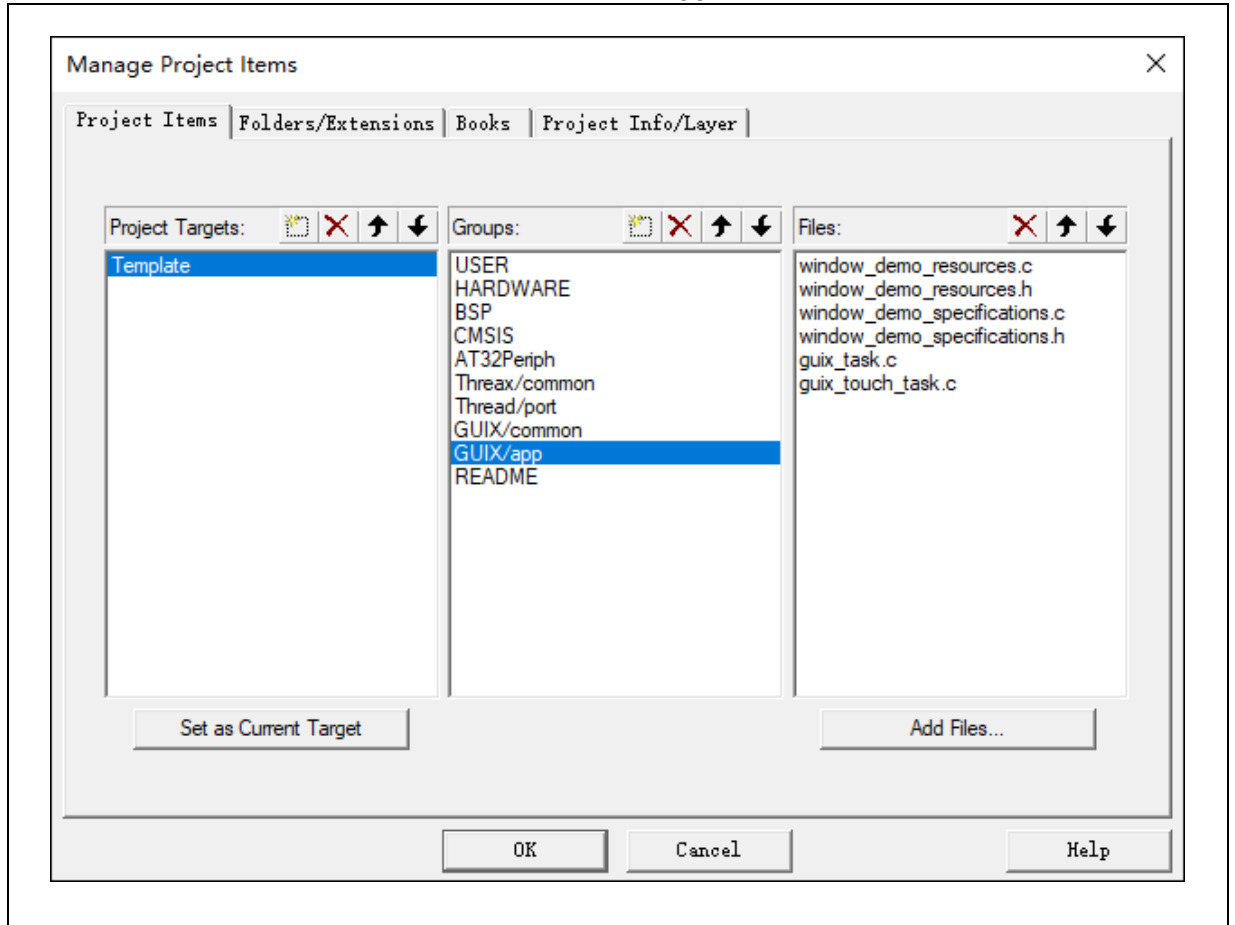 Manage Project Items
Project Items Folders/Extensions Books Project Info/Layer
Project Targets: Groups: Files:
Template
USER
HARDWARE
BSP
CMSIS
AT32Periph
Threax/common
Thread/port
GUIX/common
GUIX/app
README
window_demo_resources.c
window_demo_resources.h
window_demo_specifications.c
window_demo_specifications.h
guix_task.c
guix_touch_task.c
Set as Current Target Add Files...
OK Cancel Help